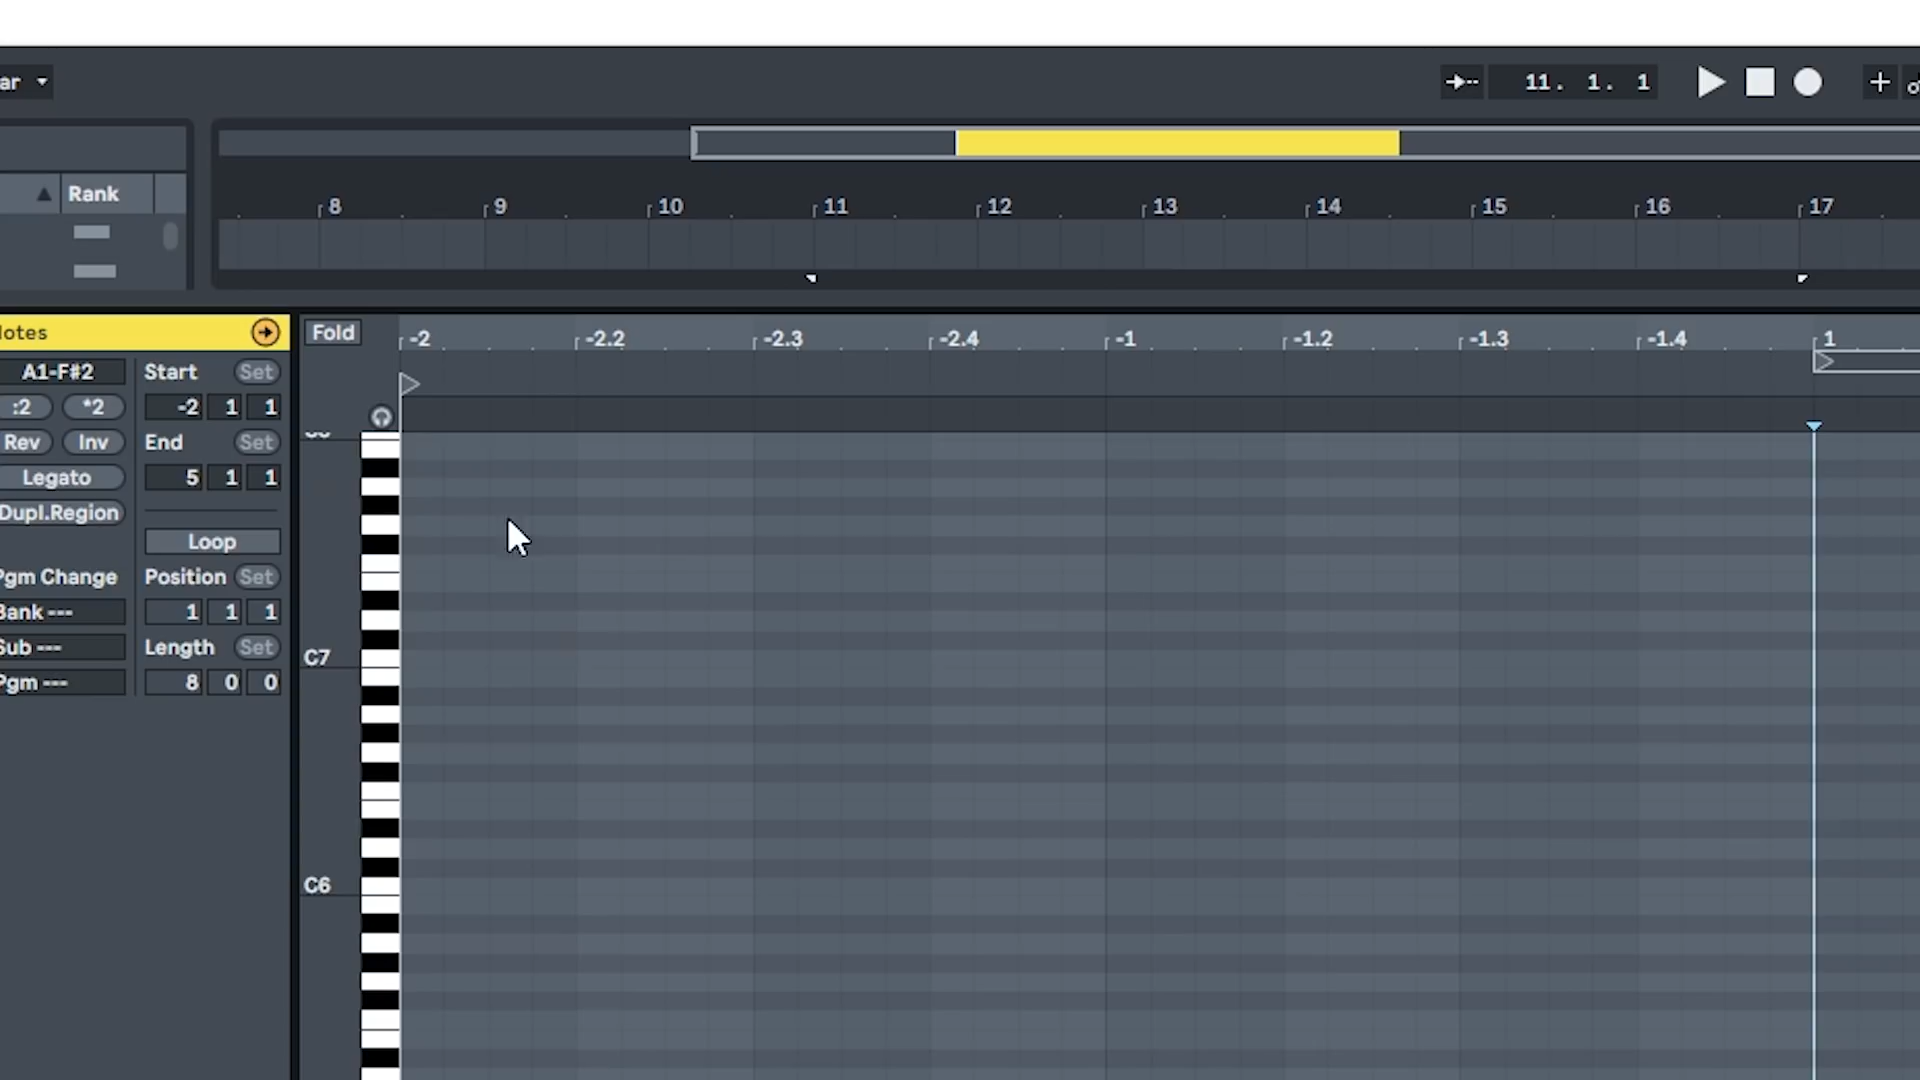 ar 11. 1. 1
Rank
8 9 10 11 12 13 14 15 16 17
Notes Fold -2 -2.2 -2.3 -2.4 -1 -1.2 -1.3 -1.4 1
A1-F#2 Start Set
:2 *2 -2 1 1
Rev Inv End Set
Legato 5 1 1
Dupl.Region
Loop
Pgm Change Position Set
Bank --- 1 1 1
C7
Sub --- Length Set
Pgm --- 8 0 0
C6